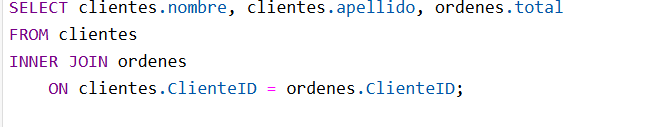 SELECT clientes.nombre, clientes.apellido, ordenes.total
FROM clientes
INNER JOIN ordenes
    ON clientes.ClienteID = ordenes.ClienteID;